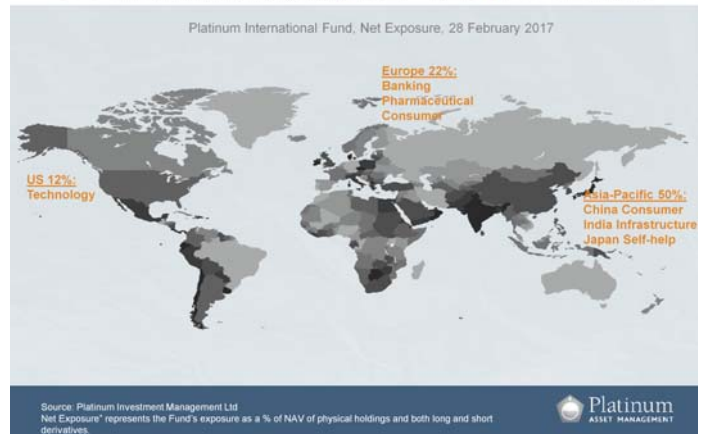 Platinum International Fund, Net Exposure, 28 February 2017
Europe 22%:
Banking
Pharmaceutical
Consumer
US 12%:
Technology
Asia-Pacific 50%:
China Consumer
India Infrastructure
Japan Self-help
Source: Platinum Investment Management Ltd
Net Exposure" represents the Fund's exposure as a % of NAV of physical holdings and both long and short
derivatives.
Platinum
ASSET MANAGEMENT